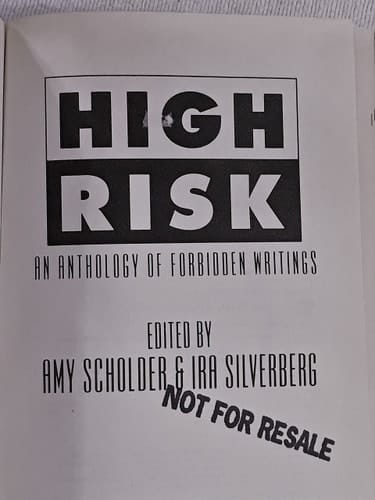 HIGH
RISK
AN ANTHOLOGY OF FORBIDDEN WRITINGS
EDITED BY
AMY SCHOLDER & IRA SILVERBERG
NOT FOR RESALE